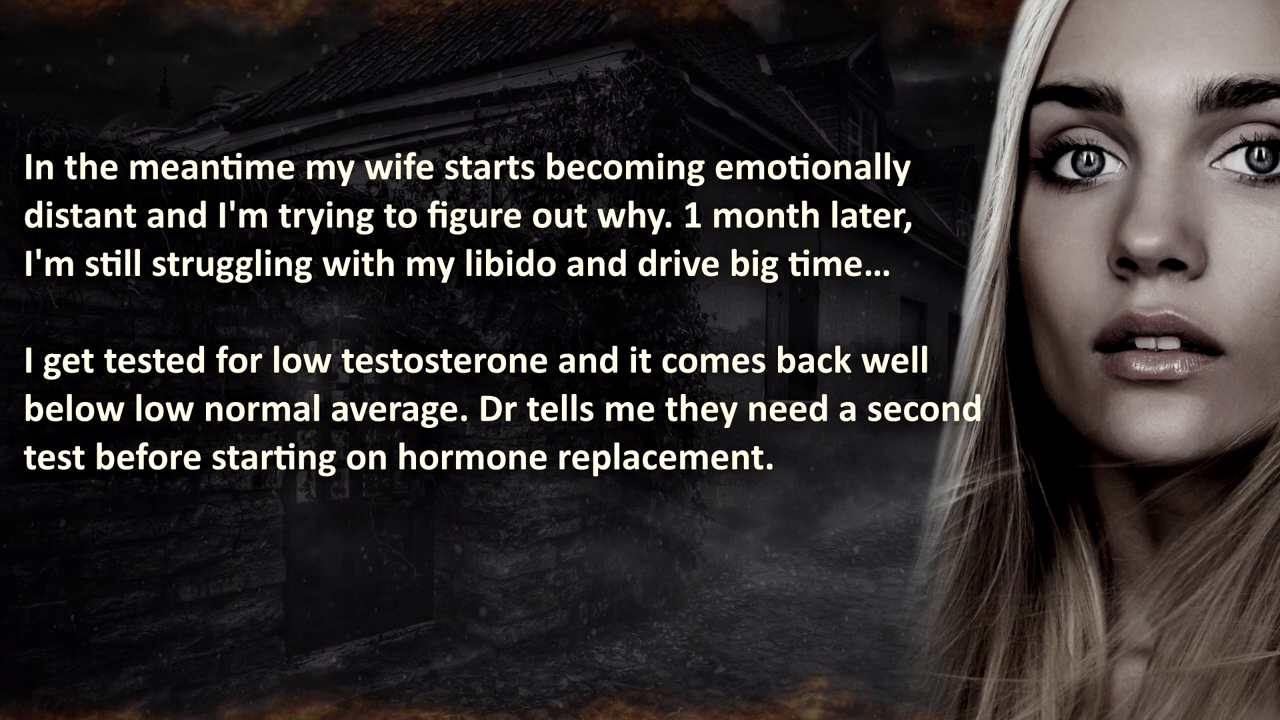 In the meantime my wife starts becoming emotionally
distant and I'm trying to figure out why. 1 month later,
I'm still struggling with my libido and drive big time...
I get tested for low testosterone and it comes back well
below low normal average. Dr tells me they need a second
test before starting on hormone replacement.